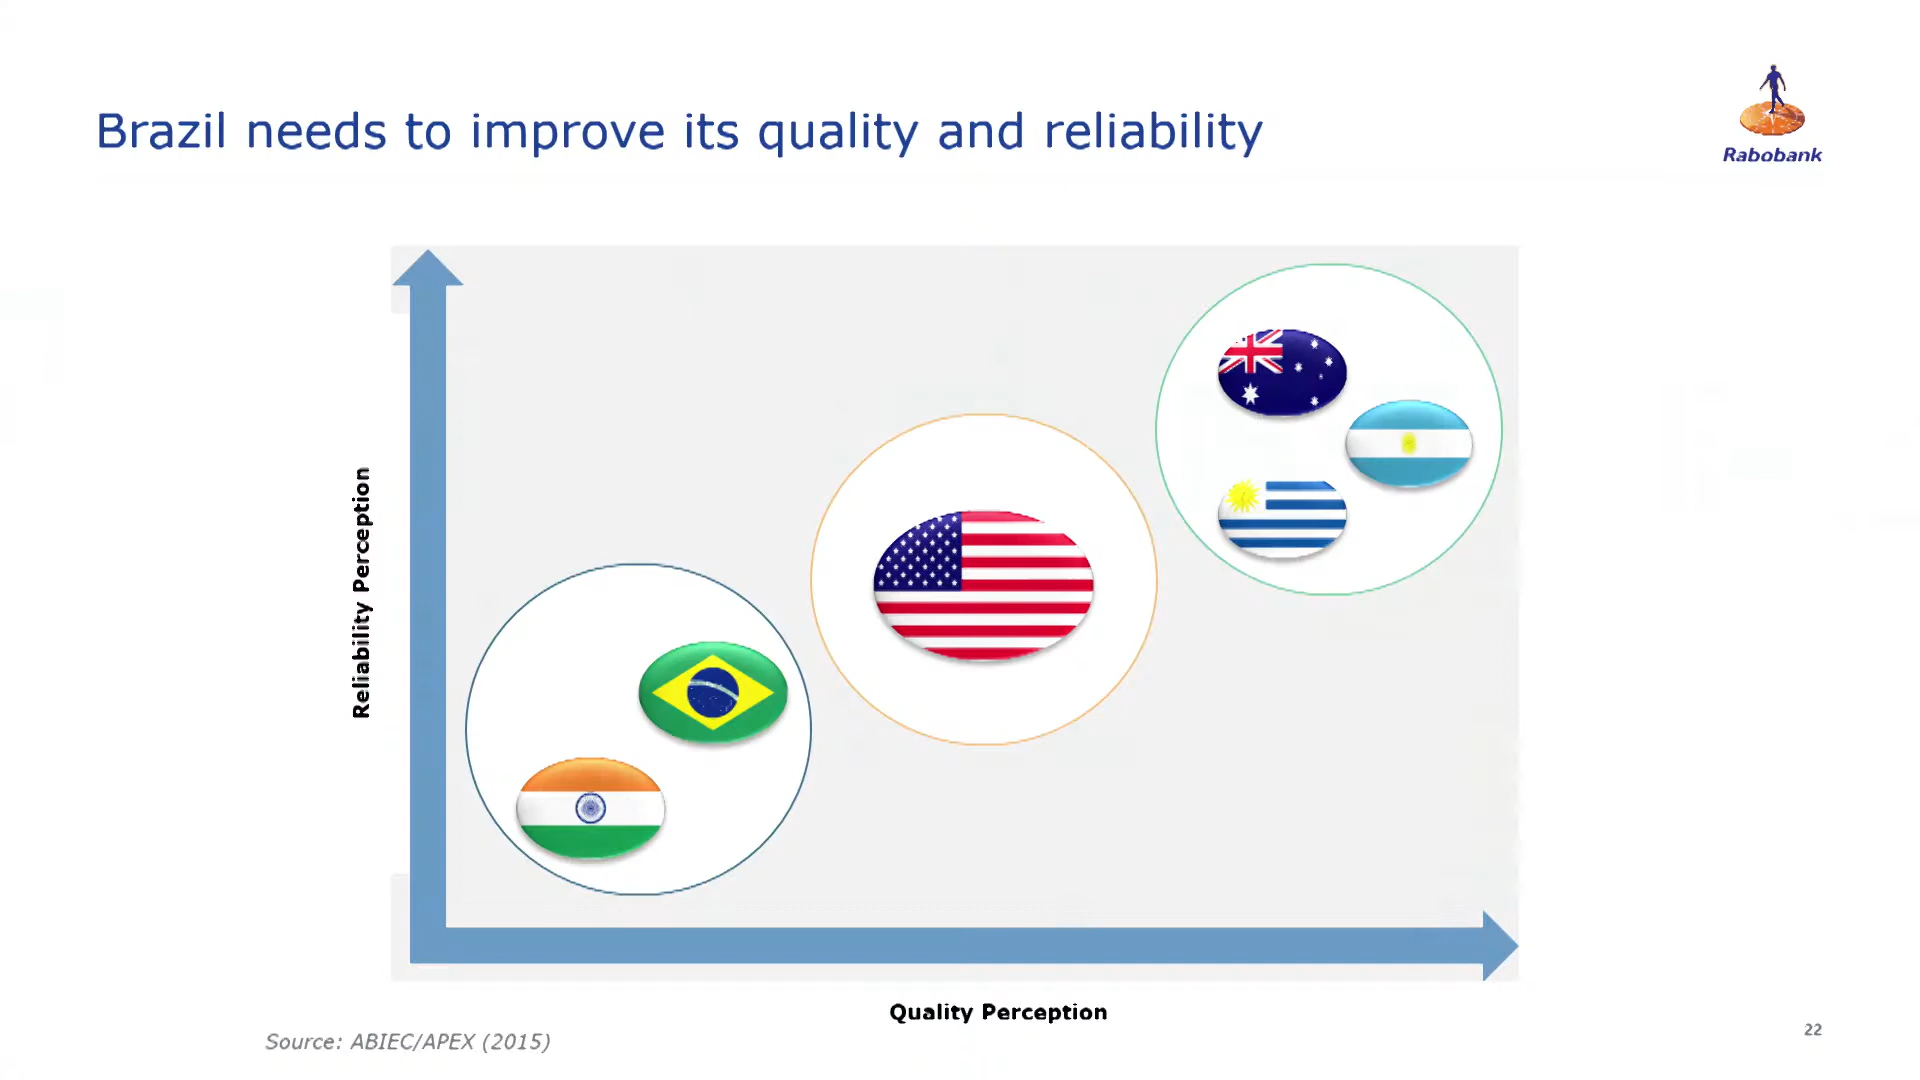 Brazil needs to improve its quality and reliability
Rabobank
Reliability Perception
Quality Perception
Source: ABIEC/APEX (2015)
22